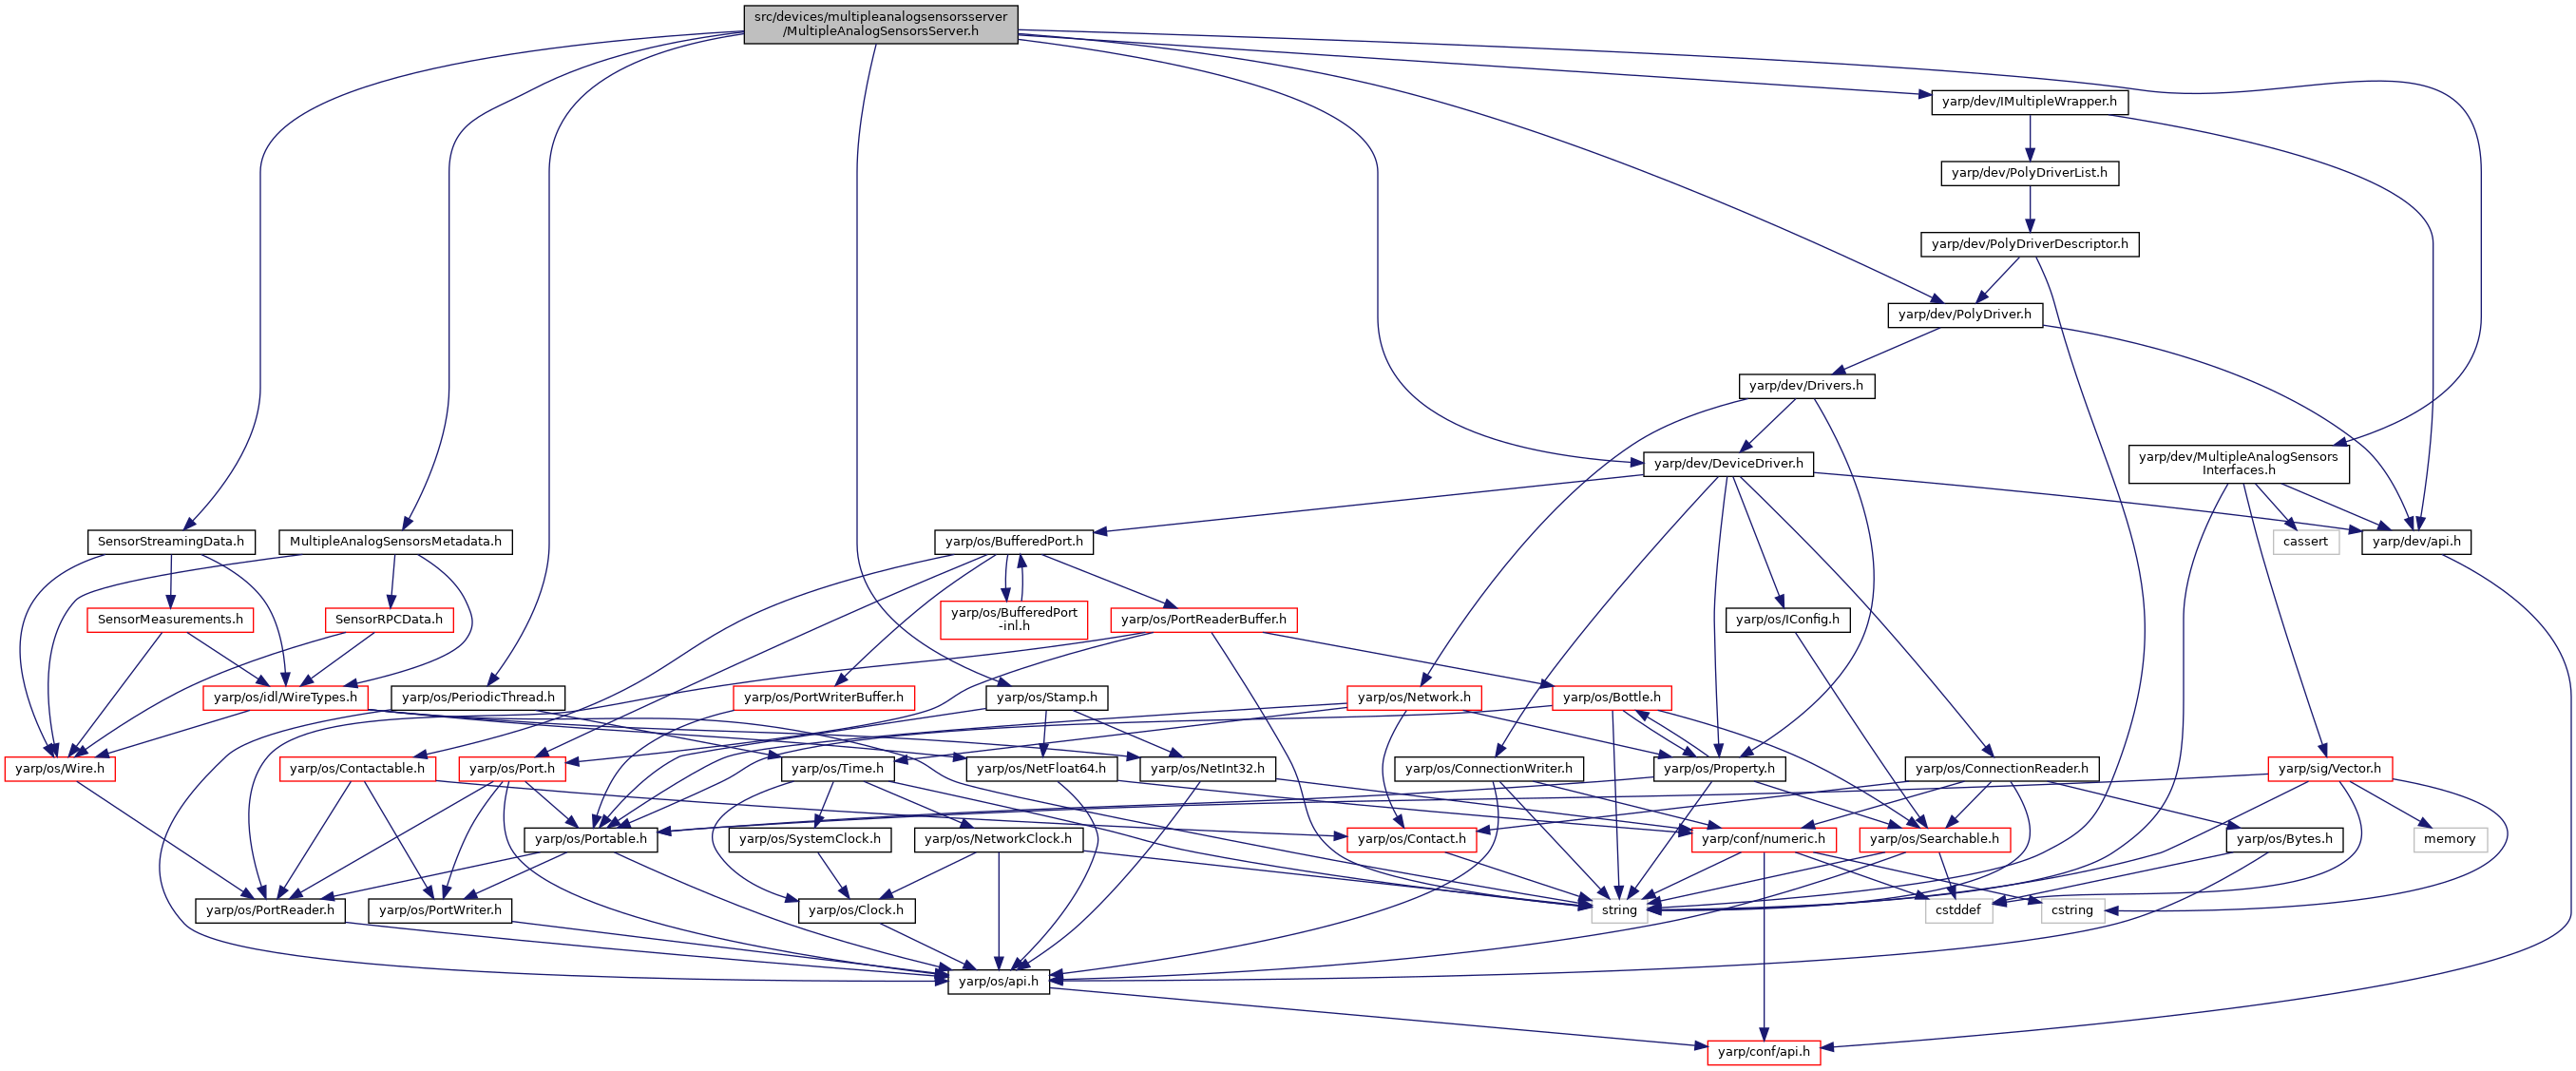 src/devices/multipleanalogsensorsserver
/MultipleAnalogSensorsServer.h
yarp/dev/IMultipleWrapper.h
yarp/dev/PolyDriverList.h
yarp/dev/PolyDriverDescriptor.h
yarp/dev/PolyDriver.h
yarp/dev/Drivers.h
yarp/dev/DeviceDriver.h
yarp/dev/MultipleAnalogSensors
Interfaces.h
SensorStreamingData.h
MultipleAnalogSensorsMetadata.h
yarp/os/BufferedPort.h
cassert
yarp/dev/api.h
SensorMeasurements.h
SensorRPCData.h
yarp/os/BufferedPort
-inl.h
yarp/os/PortReaderBuffer.h
yarp/os/IConfig.h
yarp/os/idl/WireTypes.h
yarp/os/PeriodicThread.h
yarp/os/PortWriterBuffer.h
yarp/os/Stamp.h
yarp/os/Network.h
yarp/os/Bottle.h
yarp/os/Wire.h
yarp/os/Contactable.h
yarp/os/Port.h
yarp/os/Time.h
yarp/os/NetFloat64.h
yarp/os/NetInt32.h
yarp/os/ConnectionWriter.h
yarp/os/Property.h
yarp/os/ConnectionReader.h
yarp/sig/Vector.h
yarp/os/Portable.h
yarp/os/SystemClock.h
yarp/os/NetworkClock.h
yarp/os/Contact.h
yarp/conf/numeric.h
yarp/os/Searchable.h
yarp/os/Bytes.h
memory
yarp/os/PortReader.h
yarp/os/PortWriter.h
yarp/os/Clock.h
string
cstddef
cstring
yarp/os/api.h
yarp/conf/api.h